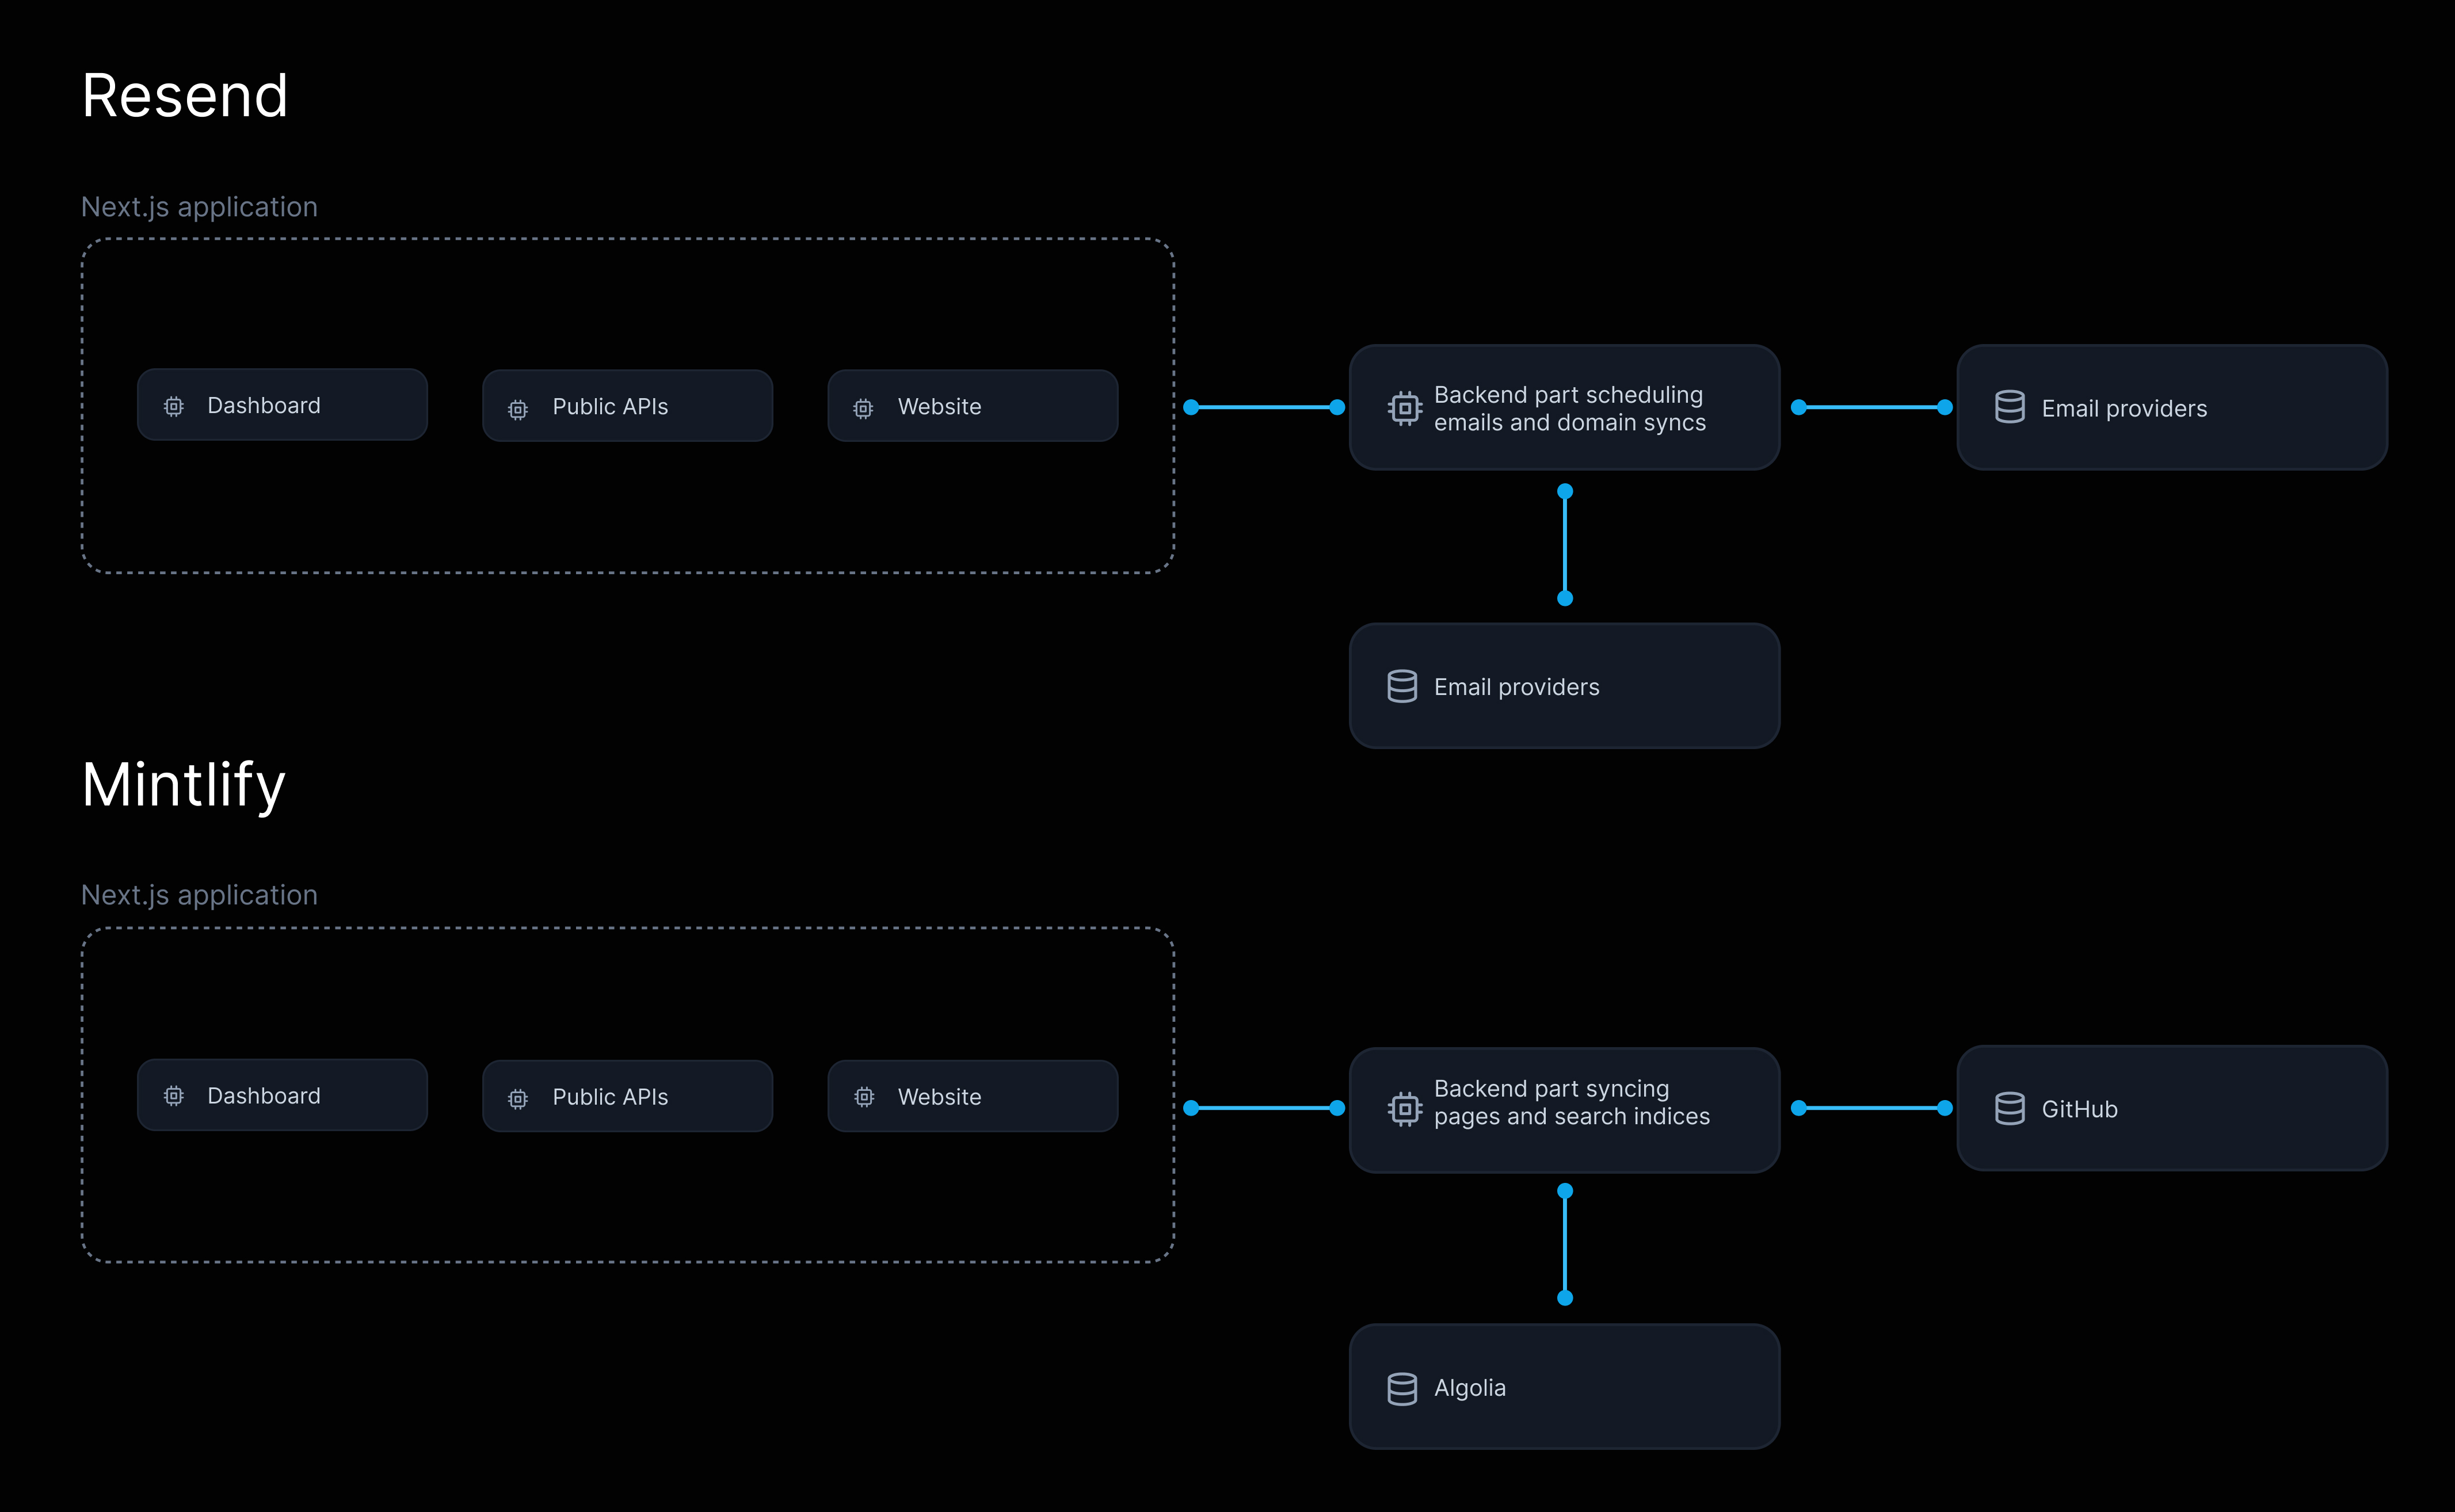 Resend
Next.js application
Dashboard
Public APIs
Website
Backend part scheduling
emails and domain syncs
Email providers
Email providers
Mintlify
Next.js application
Dashboard
Public APIs
Website
Backend part syncing
pages and search indices
GitHub
Algolia